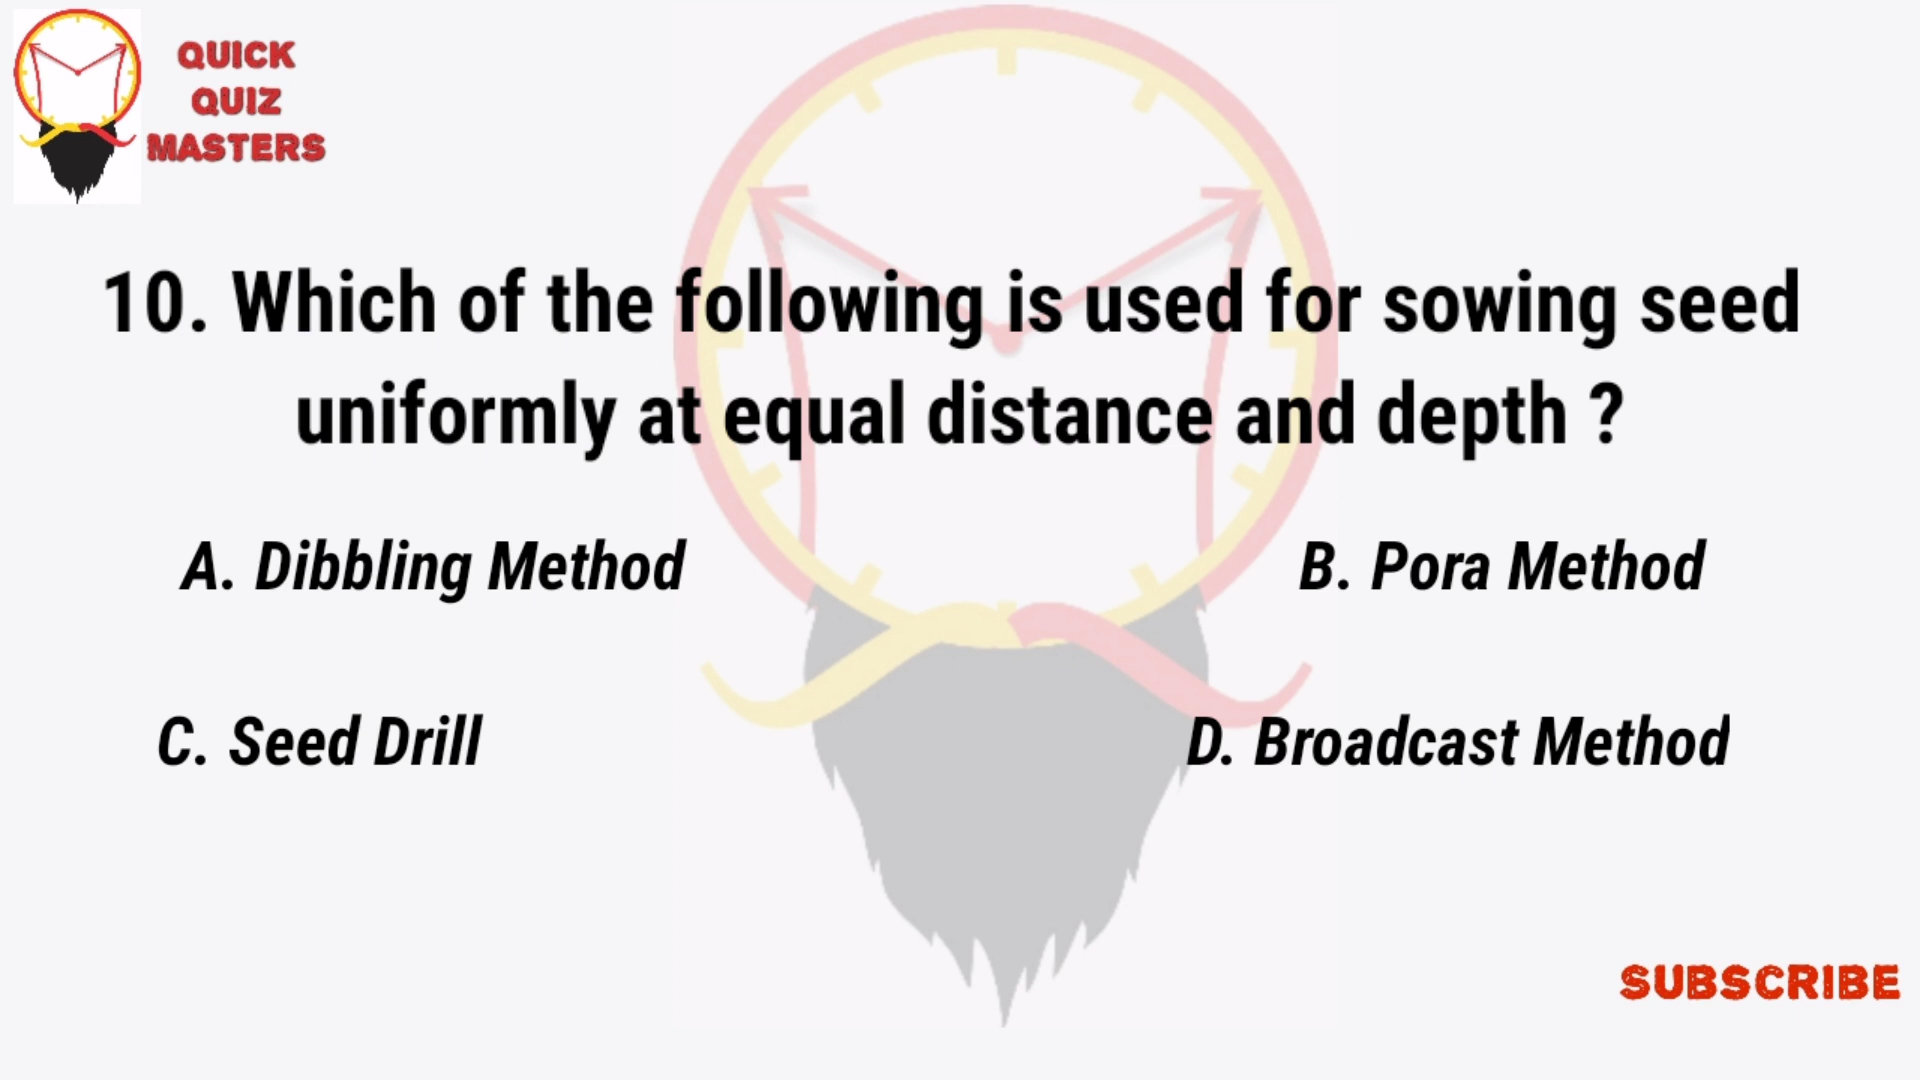 QUICK
QUIZ
MASTERS
10. Which of the following is used for sowing seed
uniformly at equal distance and depth ?
A. Dibbling Method
B. Pora Method
C. Seed Drill
D. Broadcast Method
SUBSCRIBE